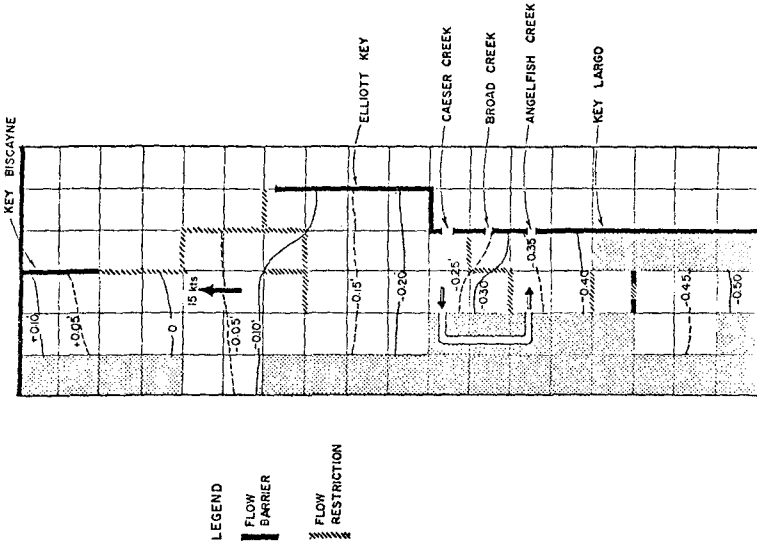 KEY BISCAYNE
+0.10'
+0.05'
0
15 kts
-0.05'
-0.10'
-0.15'
-0.20
-0.25'
-0.30
-0.35
-0.40
-0.45
-0.50
ELLIOTT KEY
CAESER CREEK
BROAD CREEK
ANGELFISH CREEK
KEY LARGO
LEGEND
FLOW
BARRIER
FLOW
RESTRICTION